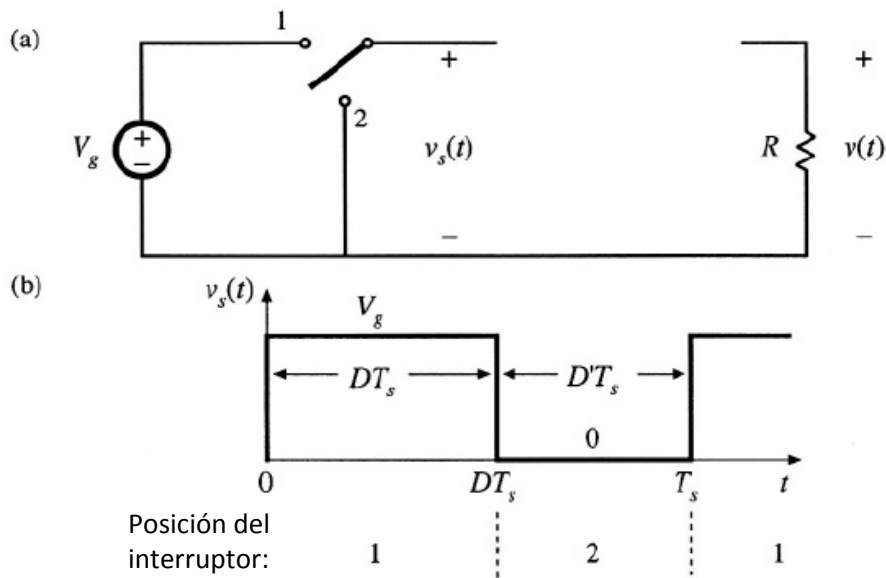 (a)
1
2
V_g
+
−
+
v_s(t)
−
R
+
v(t)
−
(b)
v_s(t)
V_g
DT_s
D'T_s
0
0
DT_s
T_s
t
Posición del
interruptor:
1
2
1